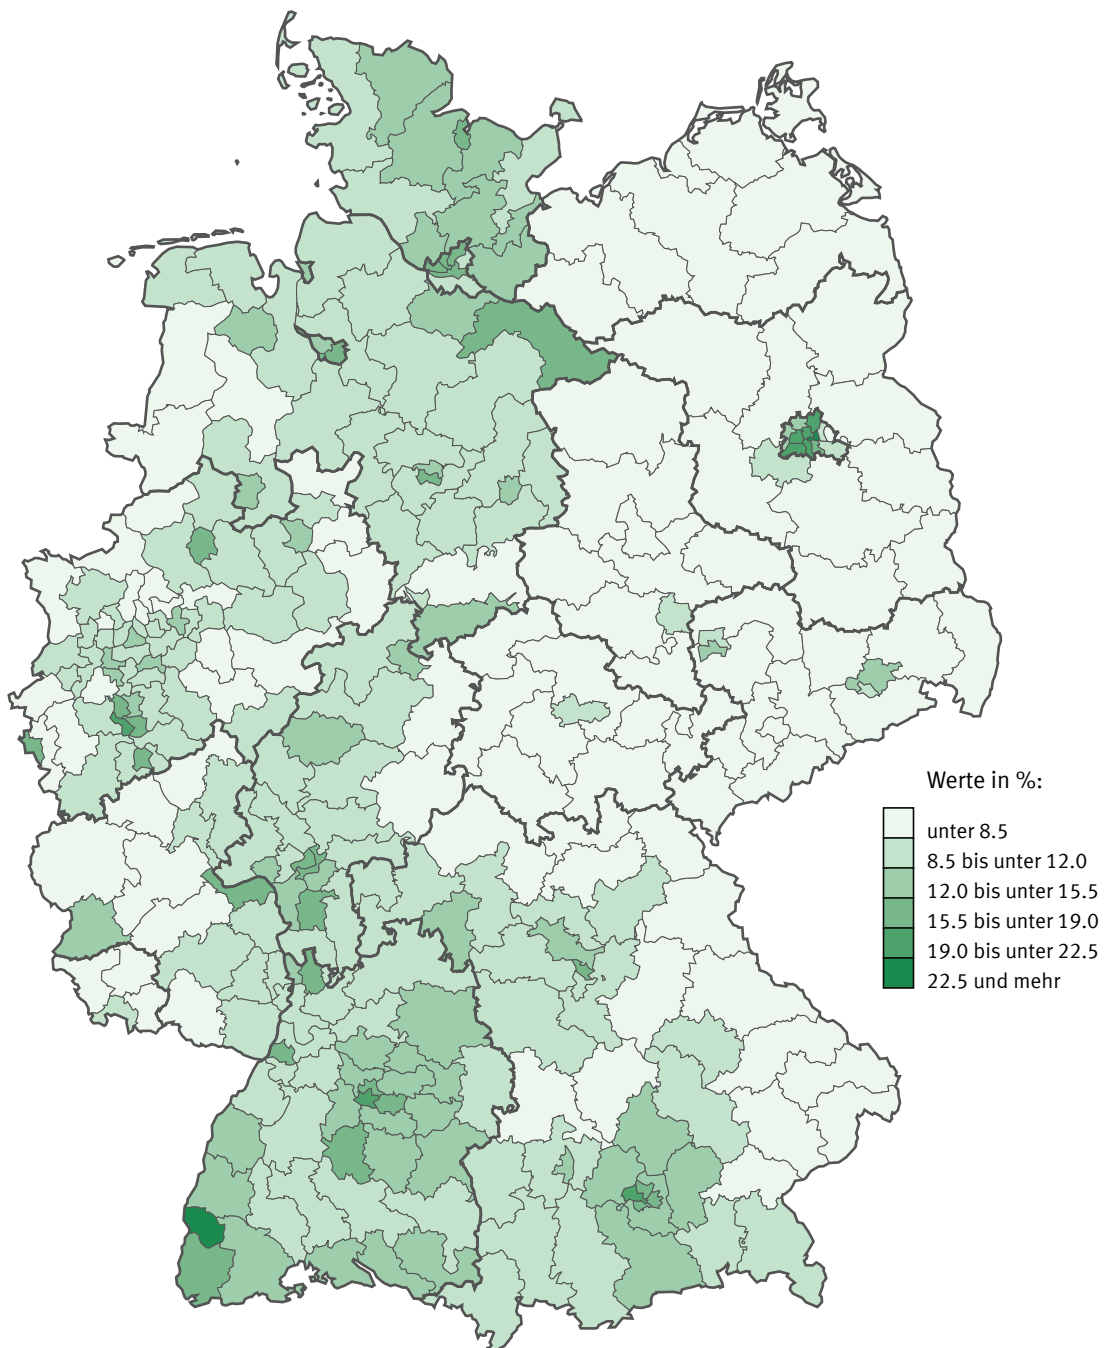 Werte in %:
unter 8.5
8.5 bis unter 12.0
12.0 bis unter 15.5
15.5 bis unter 19.0
19.0 bis unter 22.5
22.5 und mehr